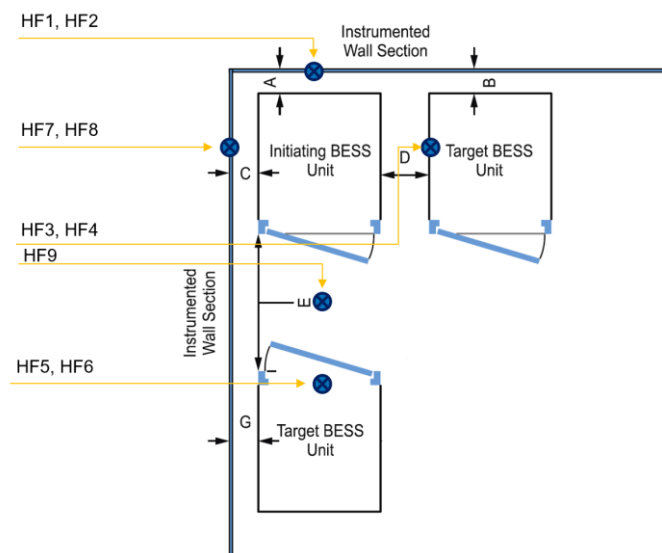 HF1, HF2
Instrumented
Wall Section
A
B
HF7, HF8
Initiating BESS
Unit
D
Target BESS
Unit
C
HF3, HF4
HF9
Instrumented
Wall Section
E
I
HF5, HF6
G
Target BESS
Unit